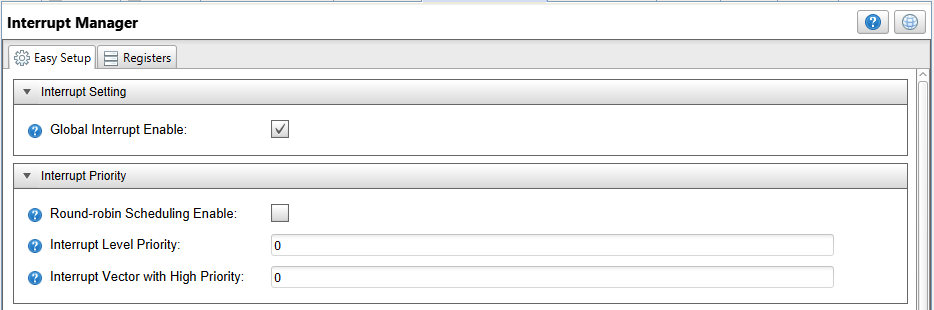 Interrupt Manager
Easy Setup
Registers
Interrupt Setting
Global Interrupt Enable:
Interrupt Priority
Round-robin Scheduling Enable:
Interrupt Level Priority:
0
Interrupt Vector with High Priority:
0